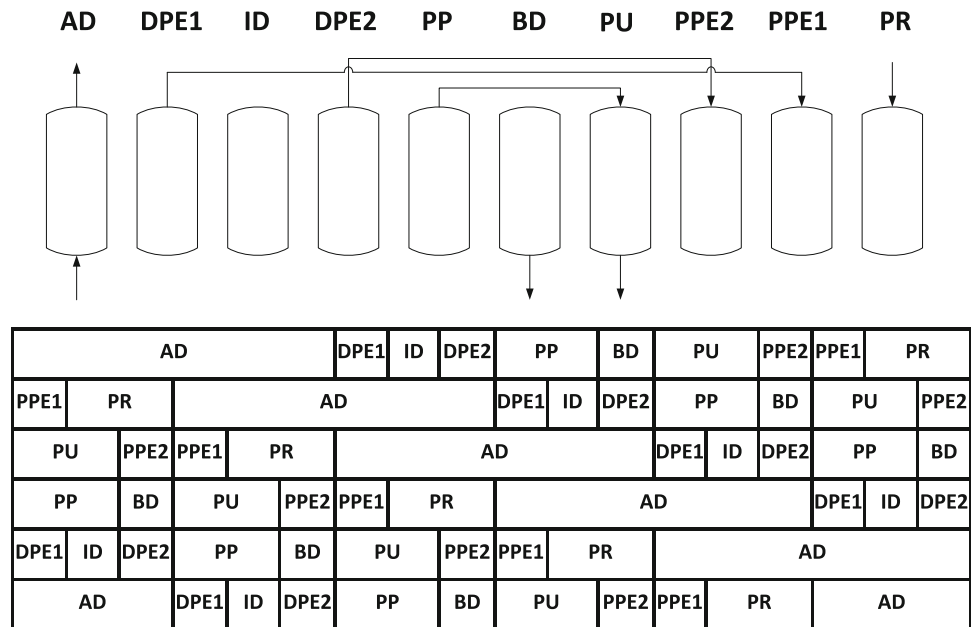 AD DPE1 ID DPE2 PP BD PU PPE2 PPE1 PR
AD DPE1 ID DPE2 PP BD PU PPE2 PPE1 PR
PPE1 PR AD DPE1 ID DPE2 PP BD PU PPE2
PU PPE2 PPE1 PR AD DPE1 ID DPE2 PP BD
PP BD PU PPE2 PPE1 PR AD DPE1 ID DPE2
DPE1 ID DPE2 PP BD PU PPE2 PPE1 PR AD
AD DPE1 ID DPE2 PP BD PU PPE2 PPE1 PR AD